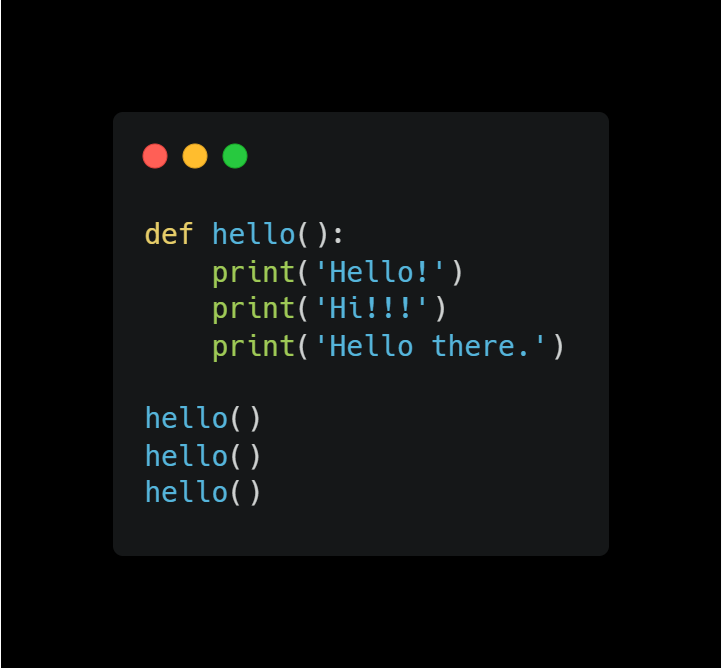 def hello():
    print('Hello!')
    print('Hi!!!')
    print('Hello there.')

hello()
hello()
hello()